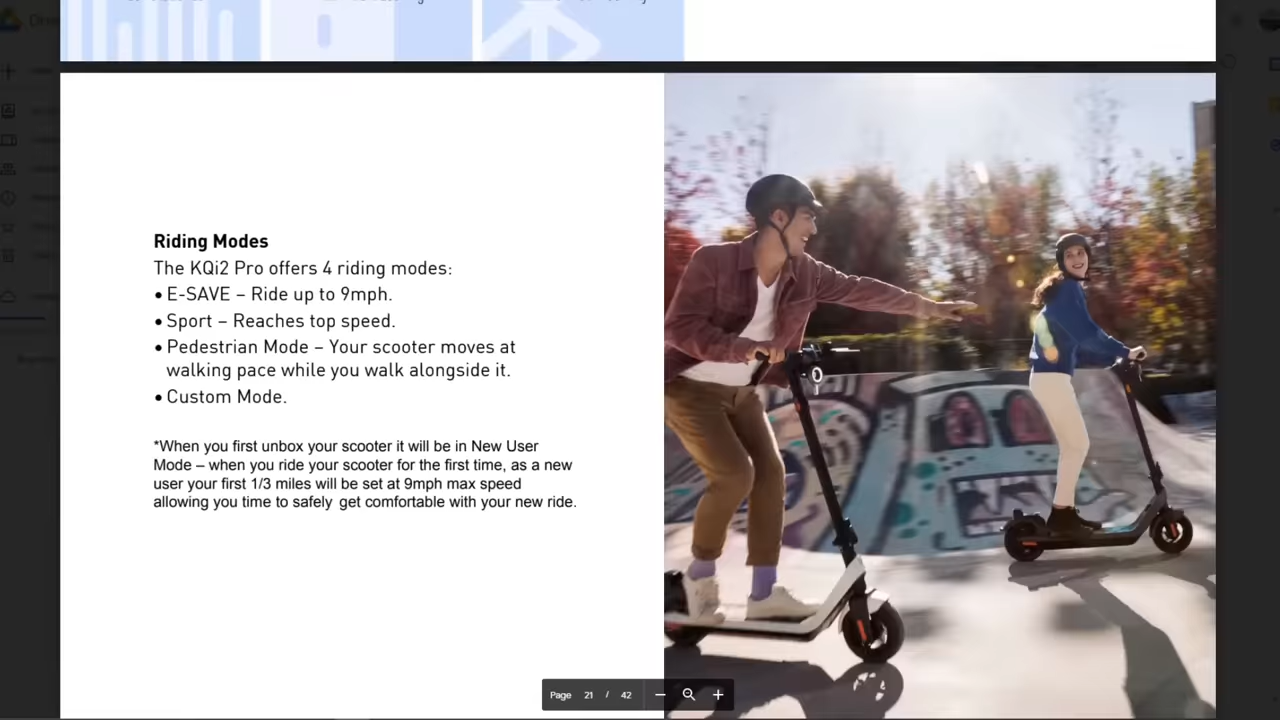 Riding Modes
The KQi2 Pro offers 4 riding modes:
• E-SAVE – Ride up to 9mph.
• Sport – Reaches top speed.
• Pedestrian Mode – Your scooter moves at
walking pace while you walk alongside it.
• Custom Mode.
*When you first unbox your scooter it will be in New User
Mode – when you ride your scooter for the first time, as a new
user your first 1/3 miles will be set at 9mph max speed
allowing you time to safely get comfortable with your new ride.
Page 21 / 42